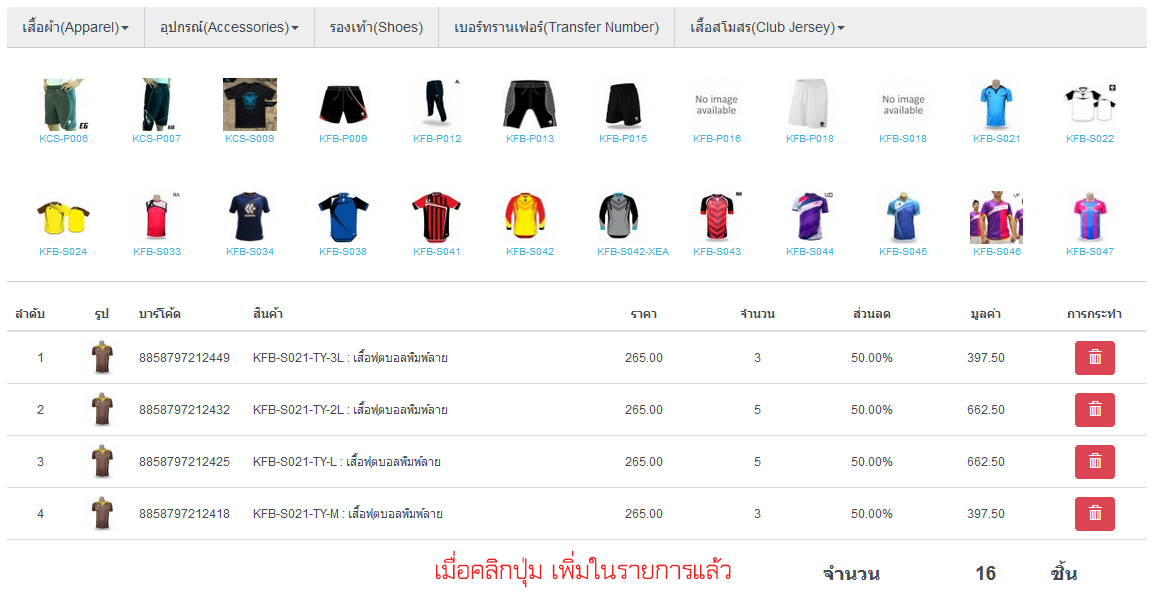 เสื้อผ้า(Apparel) อุปกรณ์(Accessories) รองเท้า(Shoes) เบอร์ทรานเฟอร์(Transfer Number) เสื้อสโมสร(Club Jersey)
No image available No image available
KCS-P006 KCS-P007 KCS-S009 KFB-P009 KFB-P012 KFB-P013 KFB-P015 KFB-P016 KFB-P018 KFB-S018 KFB-S021 KFB-S022
KFB-S024 KFB-S033 KFB-S034 KFB-S038 KFB-S041 KFB-S042 KFB-S042-XEA KFB-S043 KFB-S044 KFB-S045 KFB-S046 KFB-S047
ลำดับ รูป บาร์โค้ด สินค้า ราคา จำนวน ส่วนลด มูลค่า การกระทำ
1 8858797212449 KFB-S021-TY-3L : เสื้อฟุตบอลพิมพ์ลาย 265.00 3 50.00% 397.50
2 8858797212432 KFB-S021-TY-2L : เสื้อฟุตบอลพิมพ์ลาย 265.00 5 50.00% 662.50
3 8858797212425 KFB-S021-TY-L : เสื้อฟุตบอลพิมพ์ลาย 265.00 5 50.00% 662.50
4 8858797212418 KFB-S021-TY-M : เสื้อฟุตบอลพิมพ์ลาย 265.00 3 50.00% 397.50
เมื่อคลิกปุ่ม เพิ่มในรายการแล้ว จำนวน 16 ชิ้น